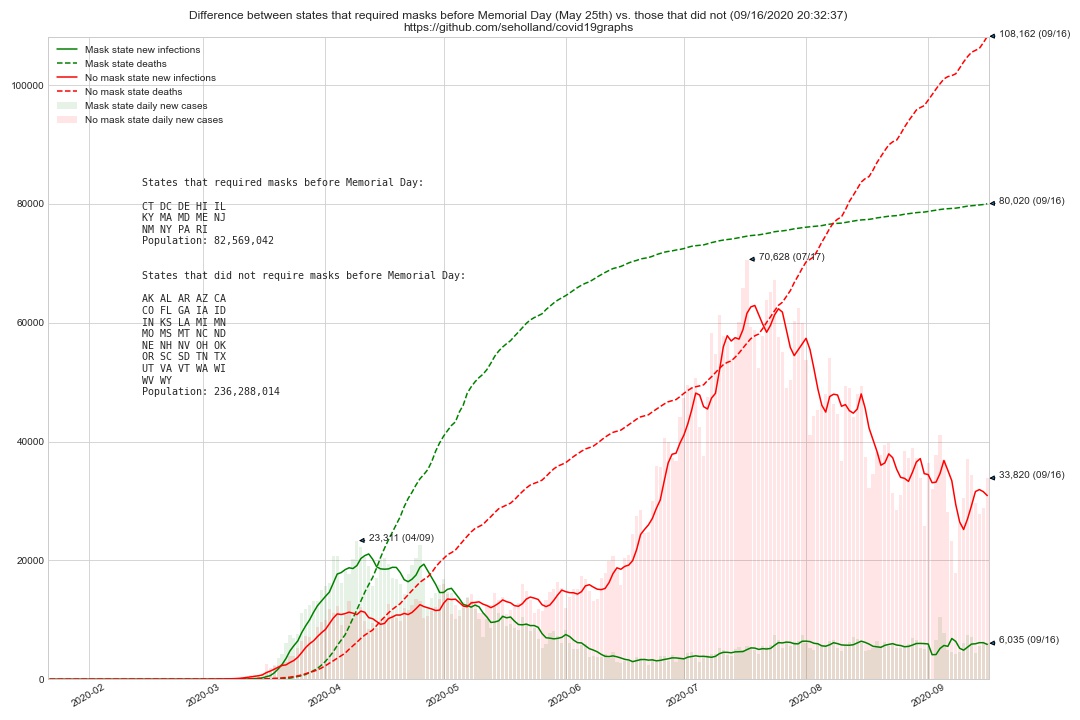 Difference between states that required masks before Memorial Day (May 25th) vs. those that did not (09/16/2020 20:32:37)
https://github.com/seholland/covid19graphs
Mask state new infections
Mask state deaths
No mask state new infections
No mask state deaths
Mask state daily new cases
No mask state daily new cases
States that required masks before Memorial Day:
CT DC DE HI IL
KY MA MD ME NJ
NM NY PA RI
Population: 82,569,042
States that did not require masks before Memorial Day:
AK AL AR AZ CA
CO FL GA IA ID
IN KS LA MI MN
MO MS MT NC ND
NE NH NV OH OK
OR SC SD TN TX
UT VA VT WA WI
WV WY
Population: 236,288,014
108,162 (09/16)
80,020 (09/16)
70,628 (07/17)
33,820 (09/16)
23,311 (04/09)
6,035 (09/16)
100000
80000
60000
40000
20000
0
2020-02
2020-03
2020-04
2020-05
2020-06
2020-07
2020-08
2020-09